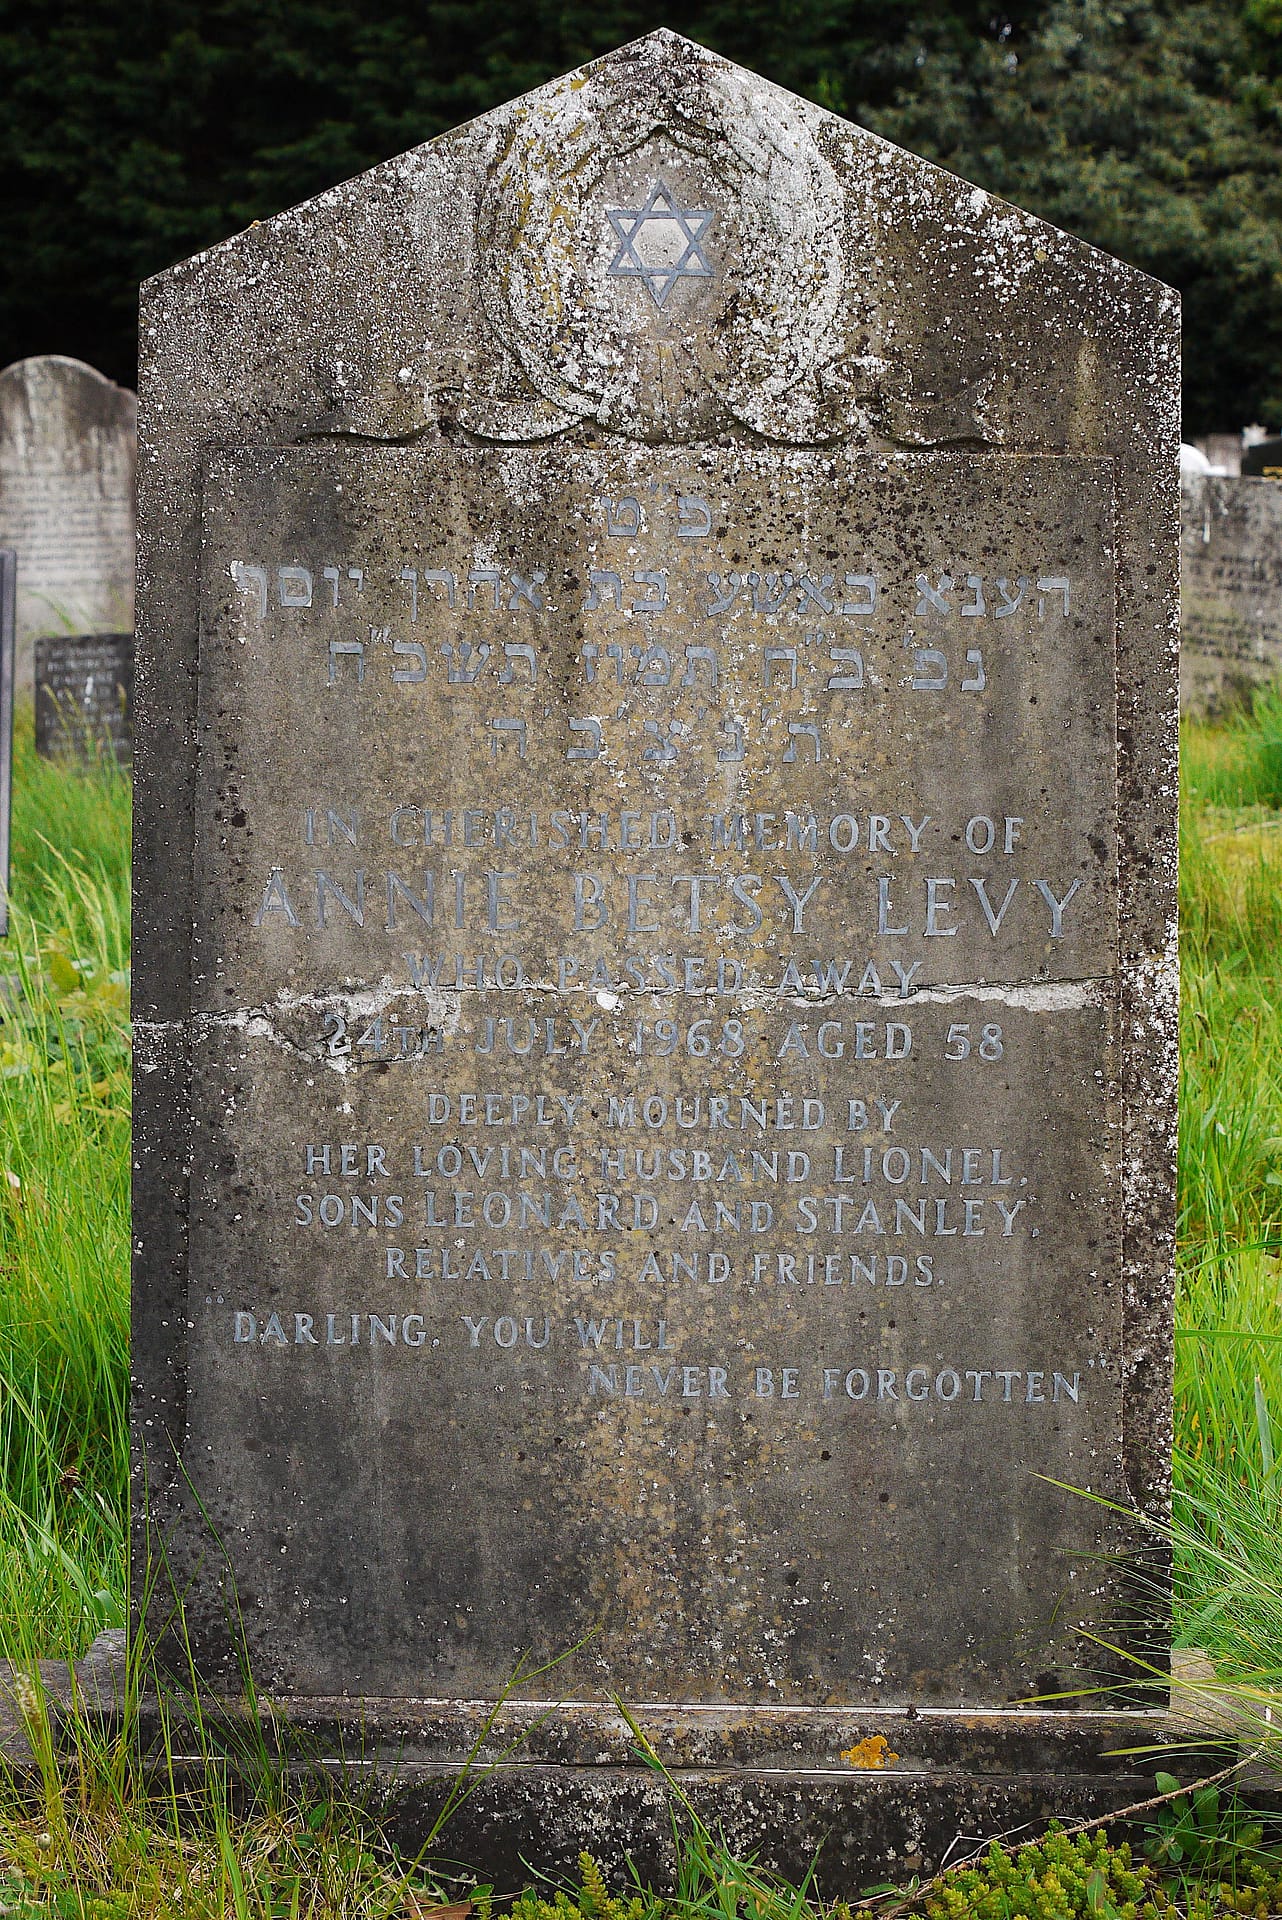 פ״ט
הענא באשע בת אהרן יוסף
נפ׳ כ״ח תמוז תשכ״ח
ת׳נ׳צ׳ב׳ה
IN CHERISHED MEMORY OF
ANNIE BETSY LEVY
WHO PASSED AWAY
24TH JULY 1968 AGED 58
DEEPLY MOURNED BY
HER LOVING HUSBAND LIONEL,
SONS LEONARD AND STANLEY,
RELATIVES AND FRIENDS.
"DARLING, YOU WILL
NEVER BE FORGOTTEN"